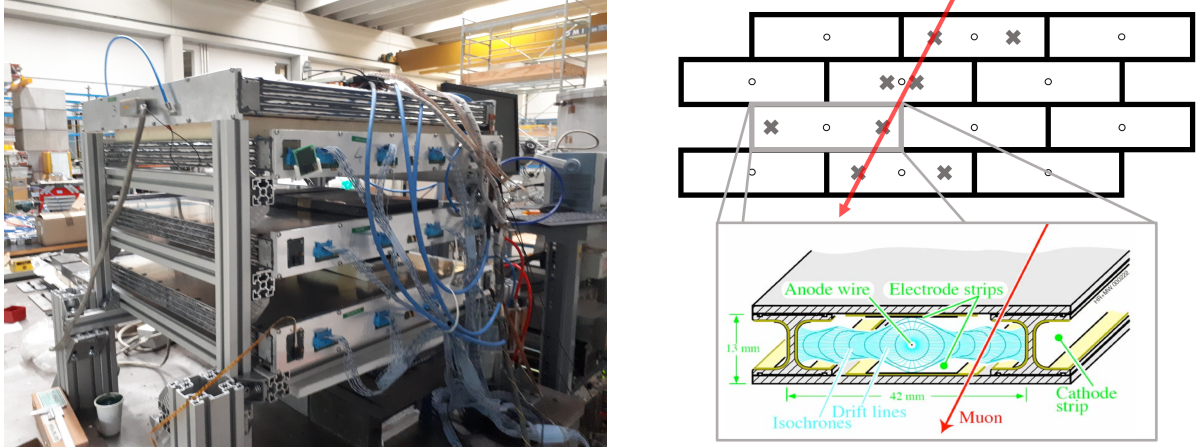 Anode wire
Electrode strips
13 mm
42 mm
Isochrones
Drift lines
Muon
Cathode
strip